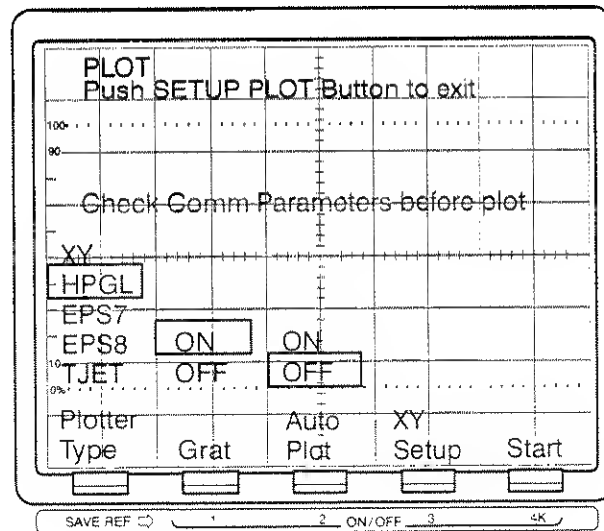 PLOT
Push SETUP PLOT Button to exit
100
90
Check Comm Parameters before plot
XY
HPGL
EPS7
EPS8 ON ON
10
TJET OFF OFF
0%
Plotter Auto XY
Type Grat Plot Setup Start
SAVE REF ⇨ 1 2 ON/OFF 3 4K